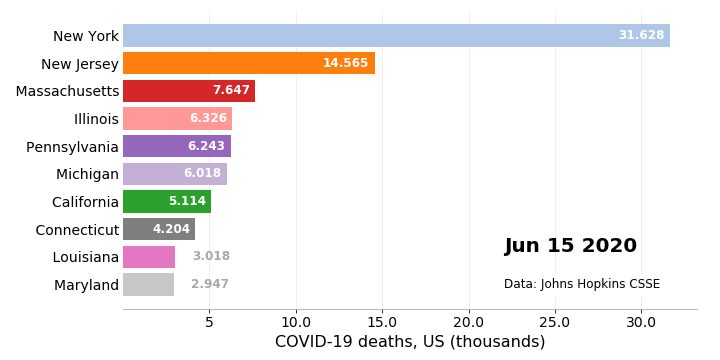 New York 31.628
New Jersey 14.565
Massachusetts 7.647
Illinois 6.326
Pennsylvania 6.243
Michigan 6.018
California 5.114
Connecticut 4.204
Louisiana 3.018
Maryland 2.947
Jun 15 2020
Data: Johns Hopkins CSSE
5 10.0 15.0 20.0 25.0 30.0
COVID-19 deaths, US (thousands)